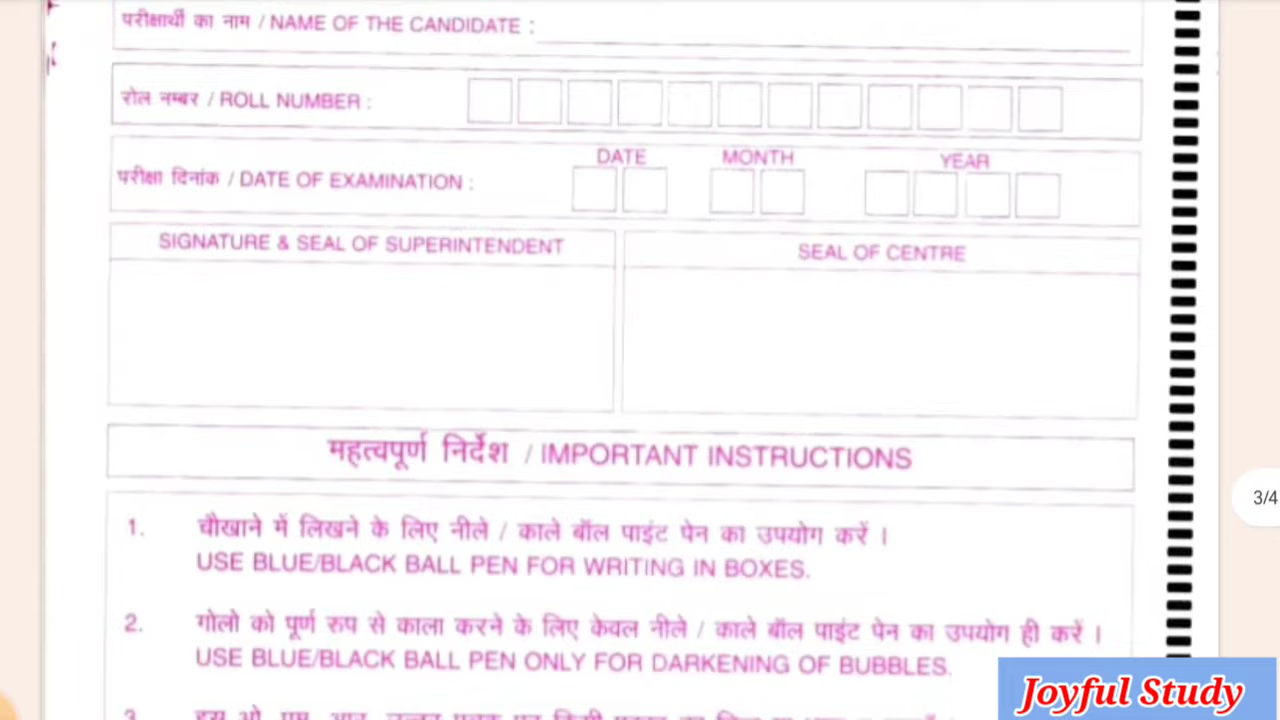 परीक्षार्थी का नाम / NAME OF THE CANDIDATE :
रोल नम्बर / ROLL NUMBER :
DATE MONTH YEAR
परीक्षा दिनांक / DATE OF EXAMINATION :
SIGNATURE & SEAL OF SUPERINTENDENT
SEAL OF CENTRE
महत्वपूर्ण निर्देश / IMPORTANT INSTRUCTIONS
3/4
1. चौखाने में लिखने के लिए नीले / काले बॉल पाइंट पेन का उपयोग करें ।
USE BLUE/BLACK BALL PEN FOR WRITING IN BOXES.
2. गोलो को पूर्ण रुप से काला करने के लिए केवल नीले / काले बॉल पाइंट पेन का उपयोग ही करें ।
USE BLUE/BLACK BALL PEN ONLY FOR DARKENING OF BUBBLES.
3.
Joyful Study